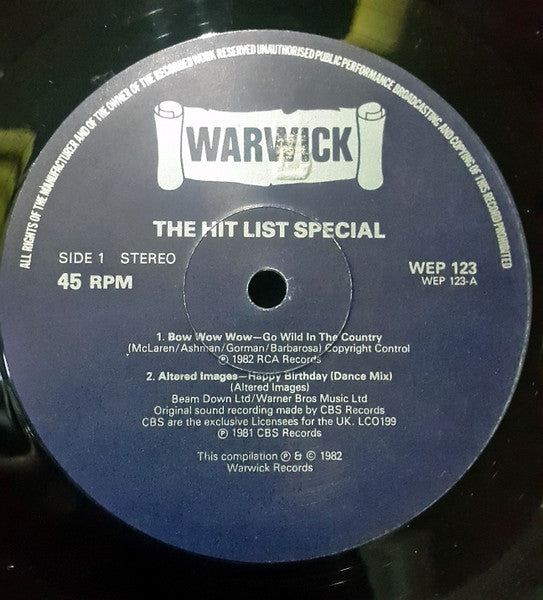 ALL RIGHTS OF THE MANUFACTURER AND OF THE OWNER OF THE RECORDED WORK RESERVED UNAUTHORISED PUBLIC PERFORMANCE BROADCASTING AND COPYING OF THIS RECORD PROHIBITED
WARWICK
THE HIT LIST SPECIAL
SIDE 1 STEREO
45 RPM
WEP 123
WEP 123-A
1. Bow Wow Wow—Go Wild In The Country
(McLaren/Ashman/Gorman/Barbarosa) Copyright Control
℗ 1982 RCA Records
2. Altered Images—Happy Birthday (Dance Mix)
(Altered Images)
Beam Down Ltd/Warner Bros Music Ltd
Original sound recording made by CBS Records
CBS are the exclusive Licensees for the UK. LCO199
℗ 1981 CBS Records
This compilation ℗ & © 1982
Warwick Records